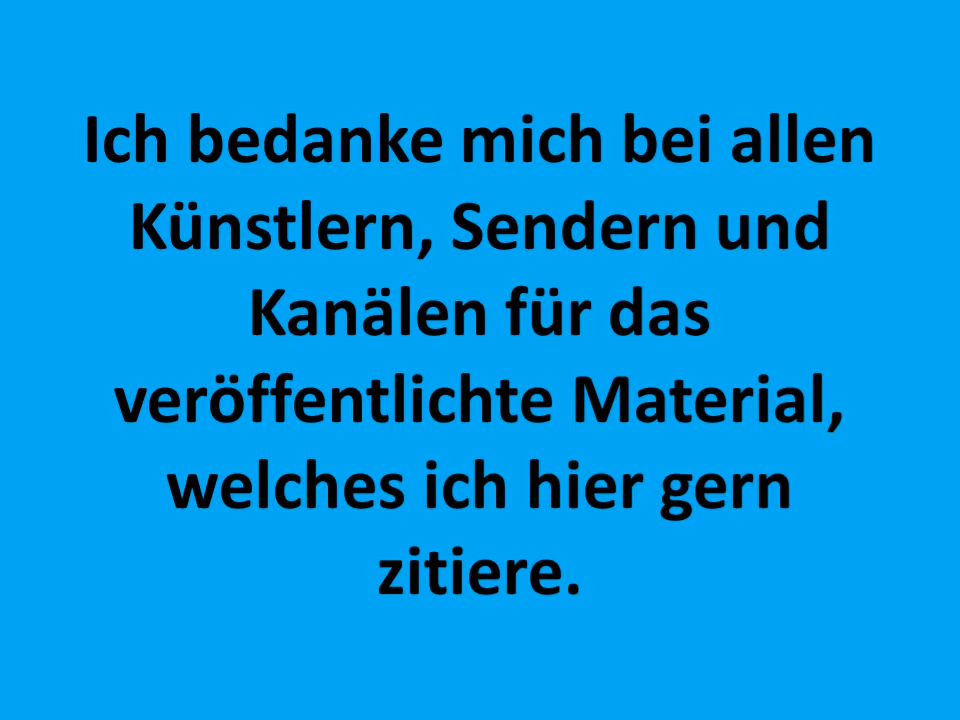 Ich bedanke mich bei allen
Künstlern, Sendern und
Kanälen für das
veröffentlichte Material,
welches ich hier gern
zitiere.